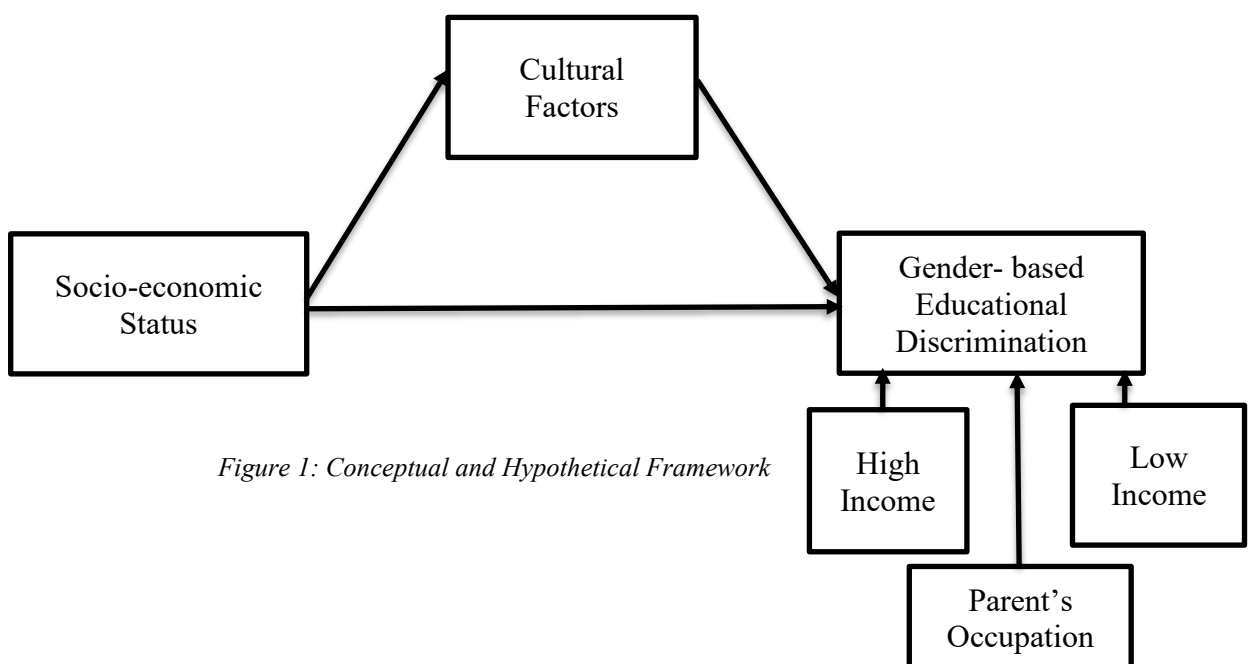 Cultural
Factors
Socio-economic
Status
Gender- based
Educational
Discrimination
Figure 1: Conceptual and Hypothetical Framework
High
Income
Low
Income
Parent’s
Occupation